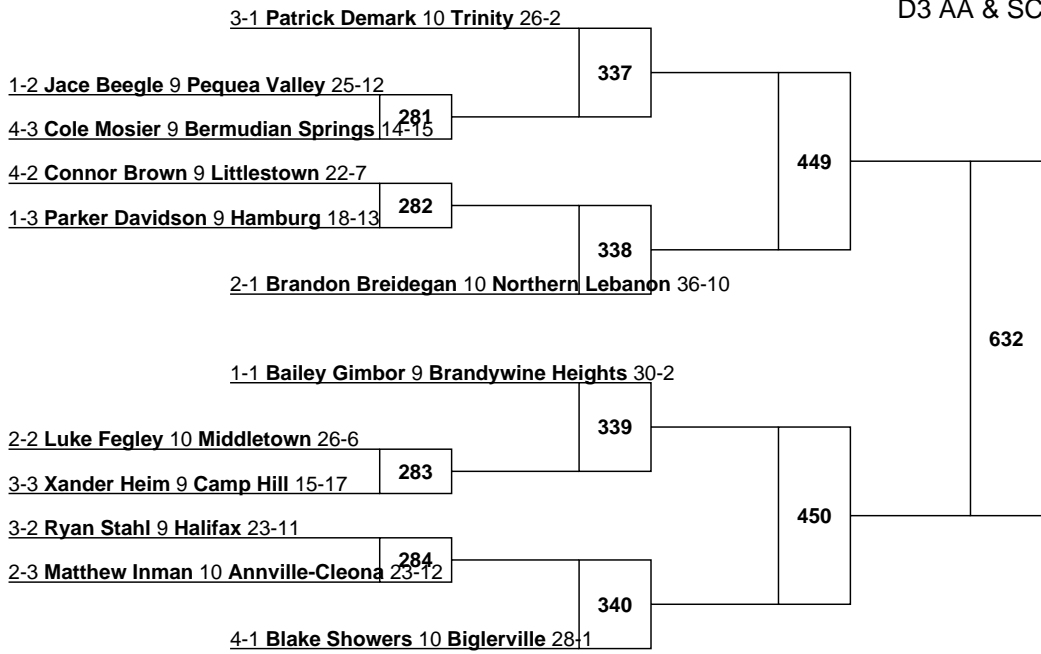 D3 AA & SC
3-1 Patrick Demark 10 Trinity 26-2
337
1-2 Jace Beegle 9 Pequea Valley 25-12
281
4-3 Cole Mosier 9 Bermudian Springs 14-15
449
4-2 Connor Brown 9 Littlestown 22-7
282
1-3 Parker Davidson 9 Hamburg 18-13
338
2-1 Brandon Breidegan 10 Northern Lebanon 36-10
632
1-1 Bailey Gimbor 9 Brandywine Heights 30-2
339
2-2 Luke Fegley 10 Middletown 26-6
283
3-3 Xander Heim 9 Camp Hill 15-17
450
3-2 Ryan Stahl 9 Halifax 23-11
284
2-3 Matthew Inman 10 Annville-Cleona 23-12
340
4-1 Blake Showers 10 Biglerville 28-1